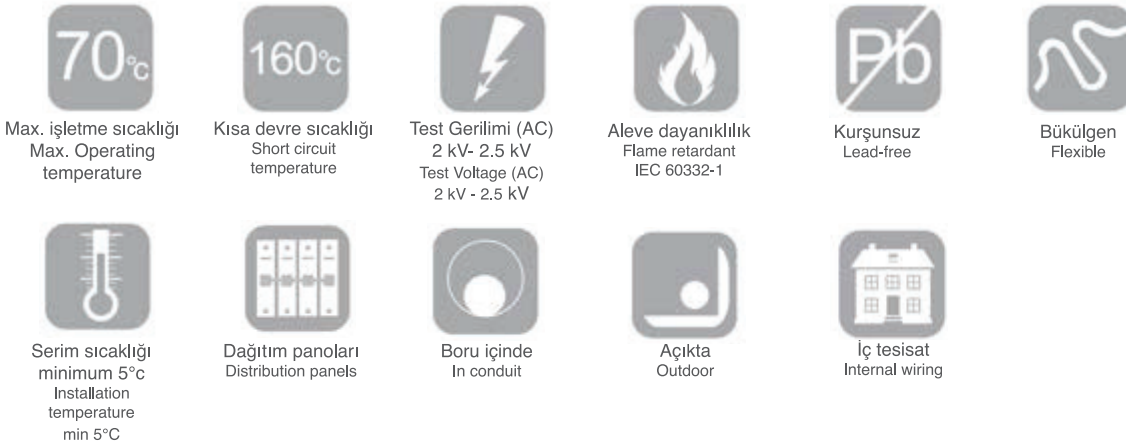 70°C
Max. işletme sıcaklığı
Max. Operating
temperature
160°C
Kısa devre sıcaklığı
Short circuit
temperature
Test Gerilimi (AC)
2 kV- 2.5 kV
Test Voltage (AC)
2 kV - 2.5 kV
Aleve dayanıklılık
Flame retardant
IEC 60332-1
Pb
Kurşunsuz
Lead-free
Bükülgen
Flexible
Serim sıcaklığı
minimum 5°c
Installation
temperature
min 5°C
Dağıtım panoları
Distribution panels
Boru içinde
In conduit
Açıkta
Outdoor
İç tesisat
Internal wiring